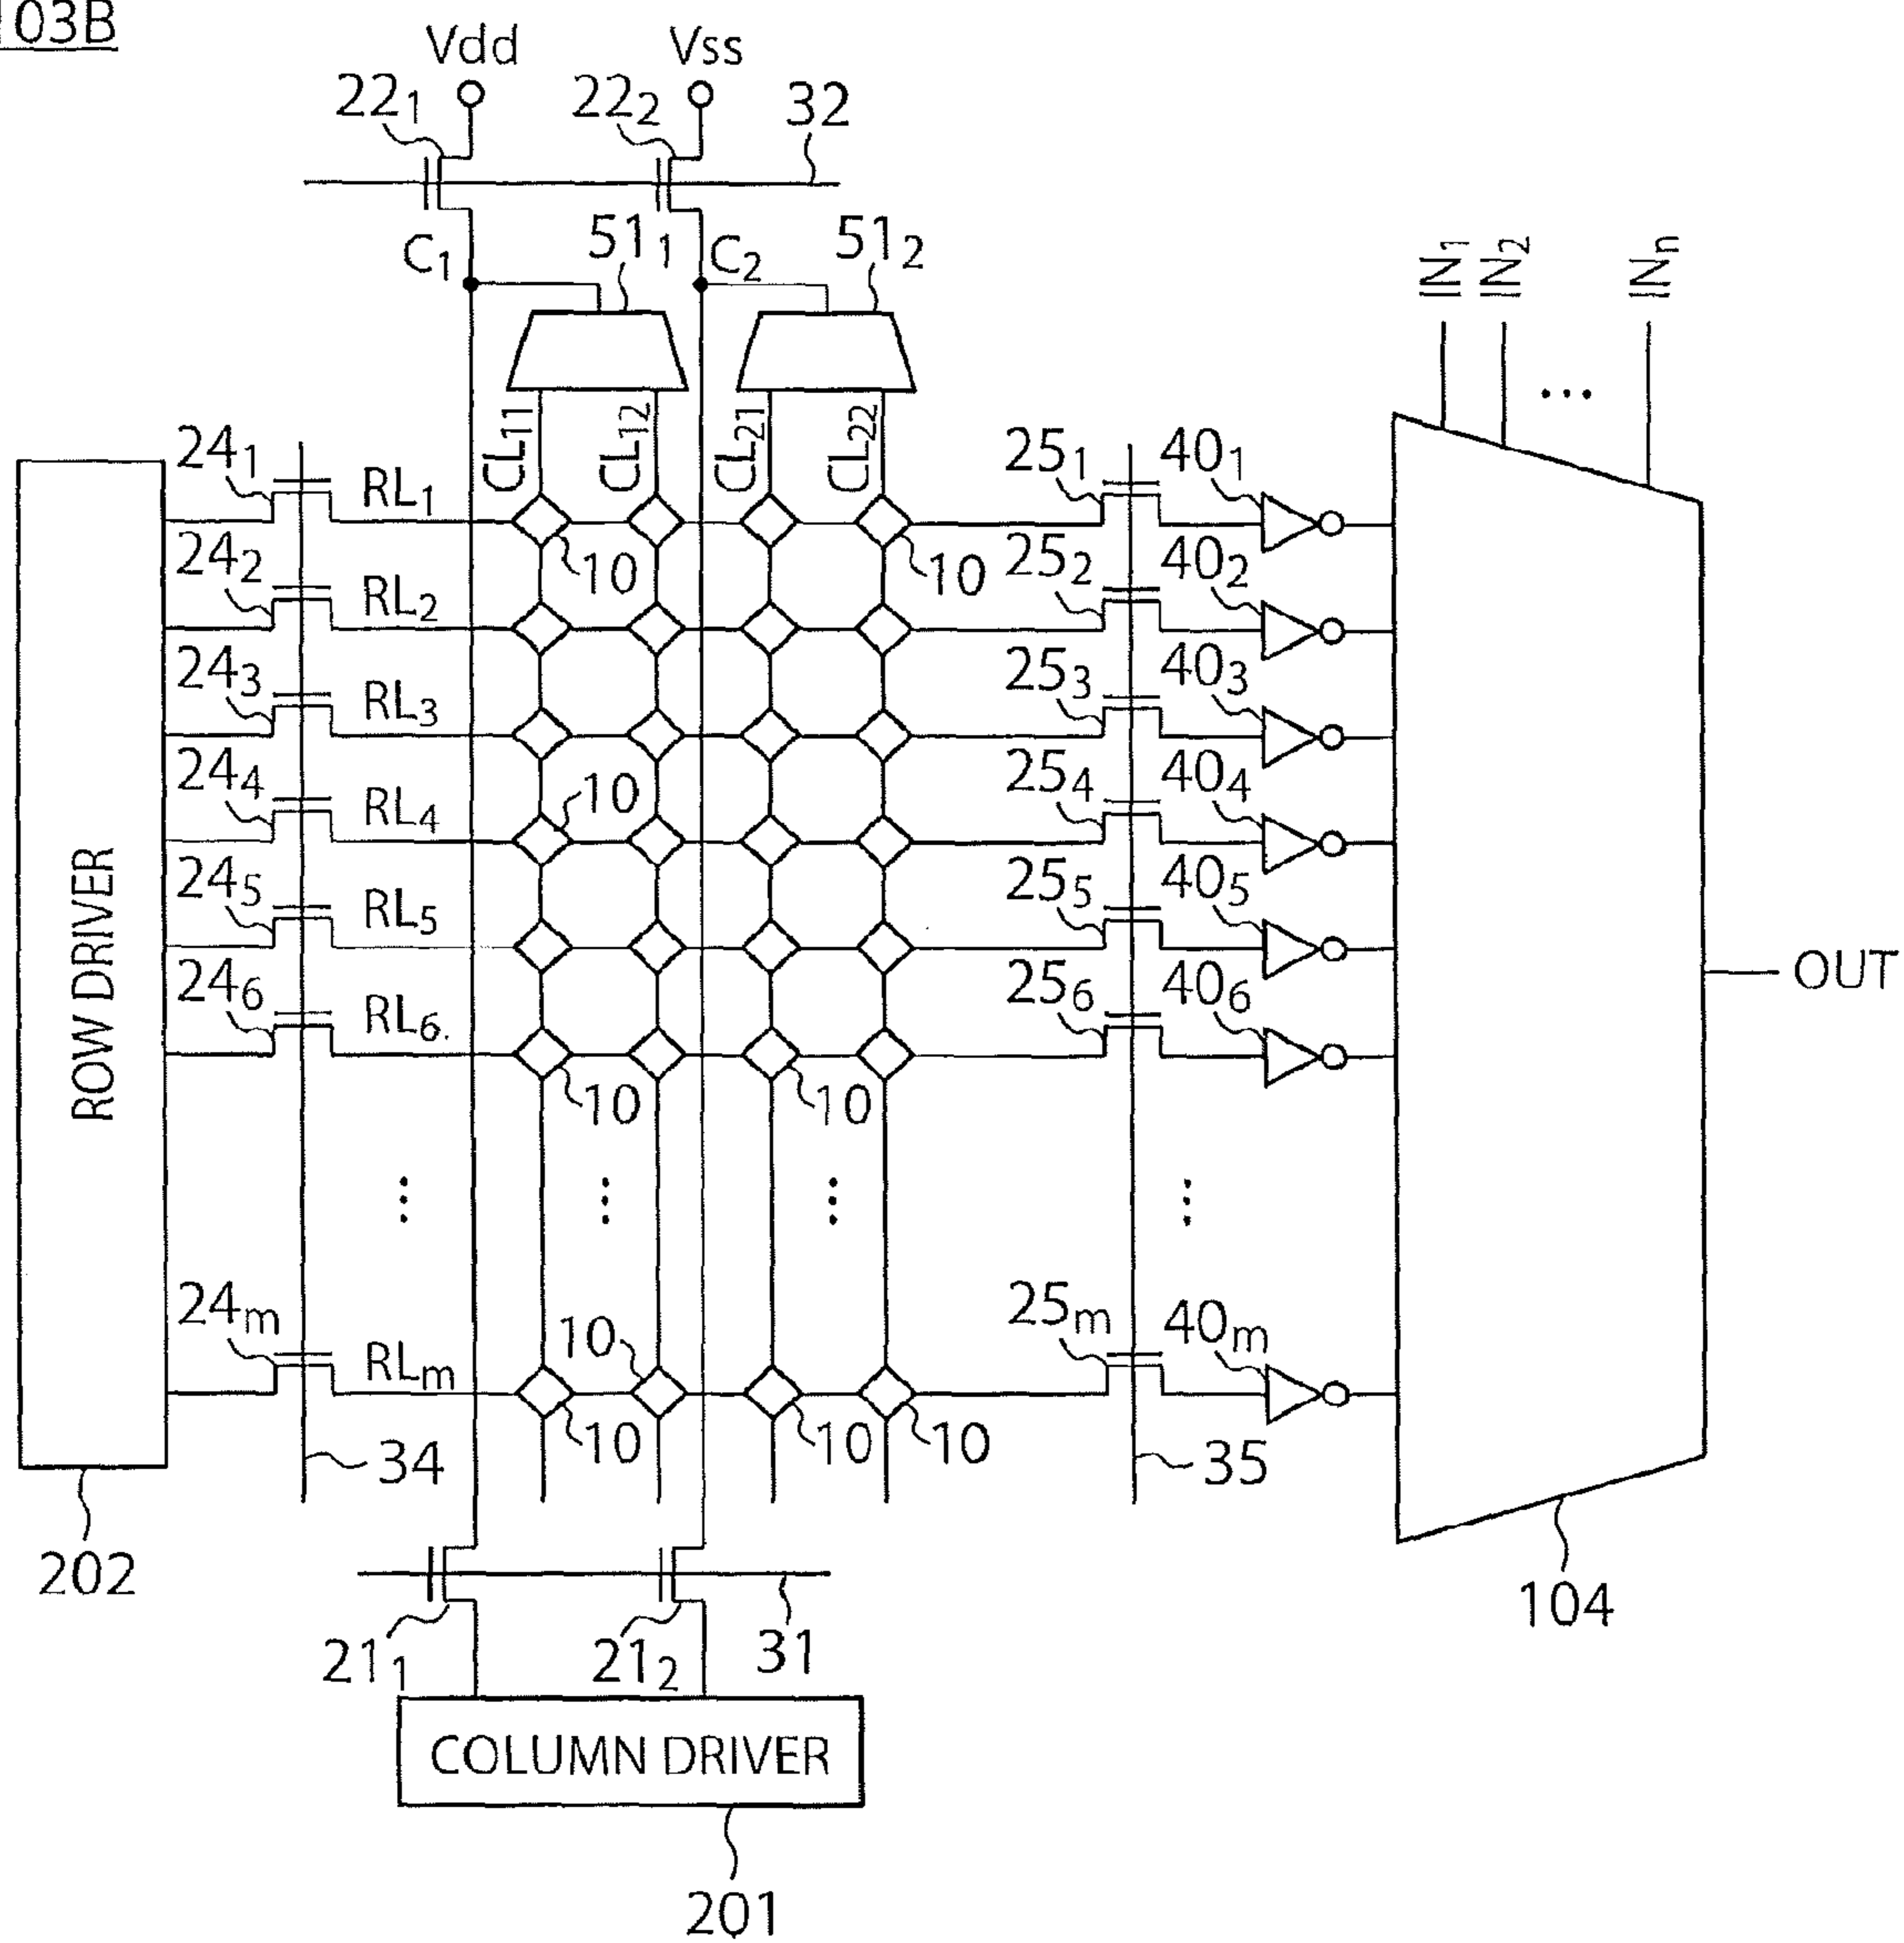 103B
Vdd Vss
22₁ 22₂ 32
C₁ 51₁ C₂ 51₂
IN₁ IN₂ ... INₙ
CL₁₁ CL₁₂ CL₂₁ CL₂₂
24₁ RL₁ 25₁ 40₁
10 10
24₂ RL₂ 25₂ 40₂
24₃ RL₃ 25₃ 40₃
24₄ RL₄ 10 25₄ 40₄
24₅ RL₅ 25₅ 40₅
24₆ RL₆ 25₆ 40₆
ROW DRIVER
OUT
10 10
24ₘ RLₘ 10 25ₘ 40ₘ
10 10 10
34 35
202
104
21₁ 21₂ 31
COLUMN DRIVER
201